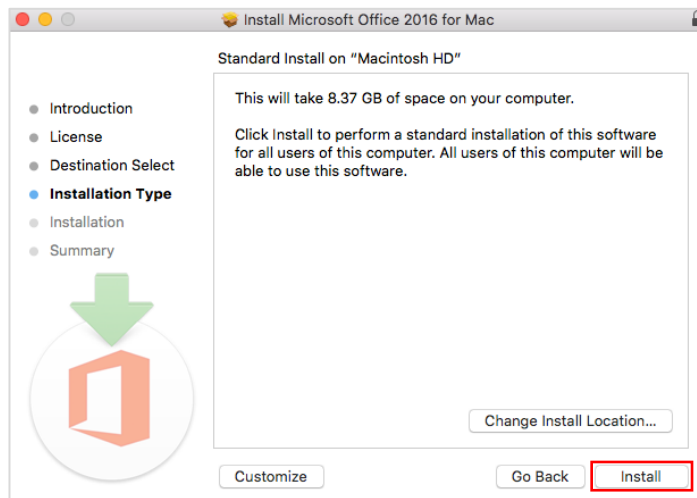 Install Microsoft Office 2016 for Mac
Standard Install on “Macintosh HD”
Introduction
License
Destination Select
Installation Type
Installation
Summary
This will take 8.37 GB of space on your computer.
Click Install to perform a standard installation of this software
for all users of this computer. All users of this computer will be
able to use this software.
Change Install Location...
Customize
Go Back
Install